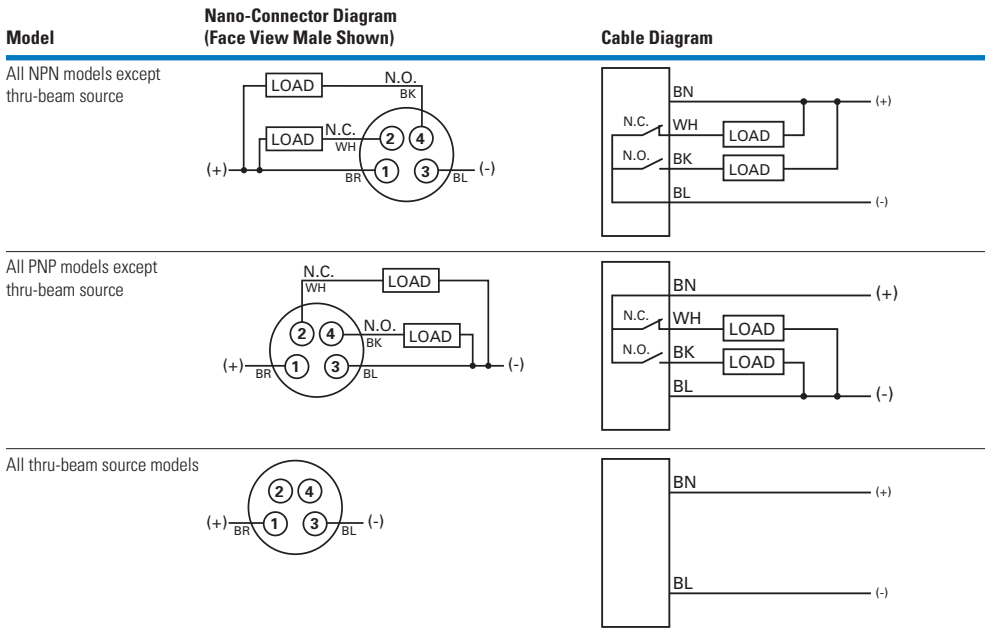 Model
Nano-Connector Diagram
(Face View Male Shown)
Cable Diagram
All NPN models except
thru-beam source
LOAD
N.O.
BK
LOAD
N.C.
WH
2
4
(+)
BR
1
3
BL
(-)
BN
(+)
N.C.
WH
LOAD
N.O.
BK
LOAD
BL
(-)
All PNP models except
thru-beam source
N.C.
WH
LOAD
2
4
N.O.
BK
LOAD
(+)
BR
1
3
BL
(-)
BN
(+)
N.C.
WH
LOAD
N.O.
BK
LOAD
BL
(-)
All thru-beam source models
2
4
(+)
BR
1
3
BL
(-)
BN
(+)
BL
(-)